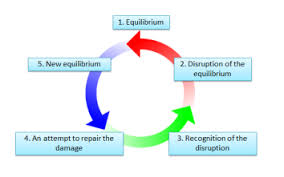 1. Equilibrium
2. Disruption of the
equilibrium
3. Recognition of the
disruption
4. An attempt to repair the
damage
5. New equilibrium